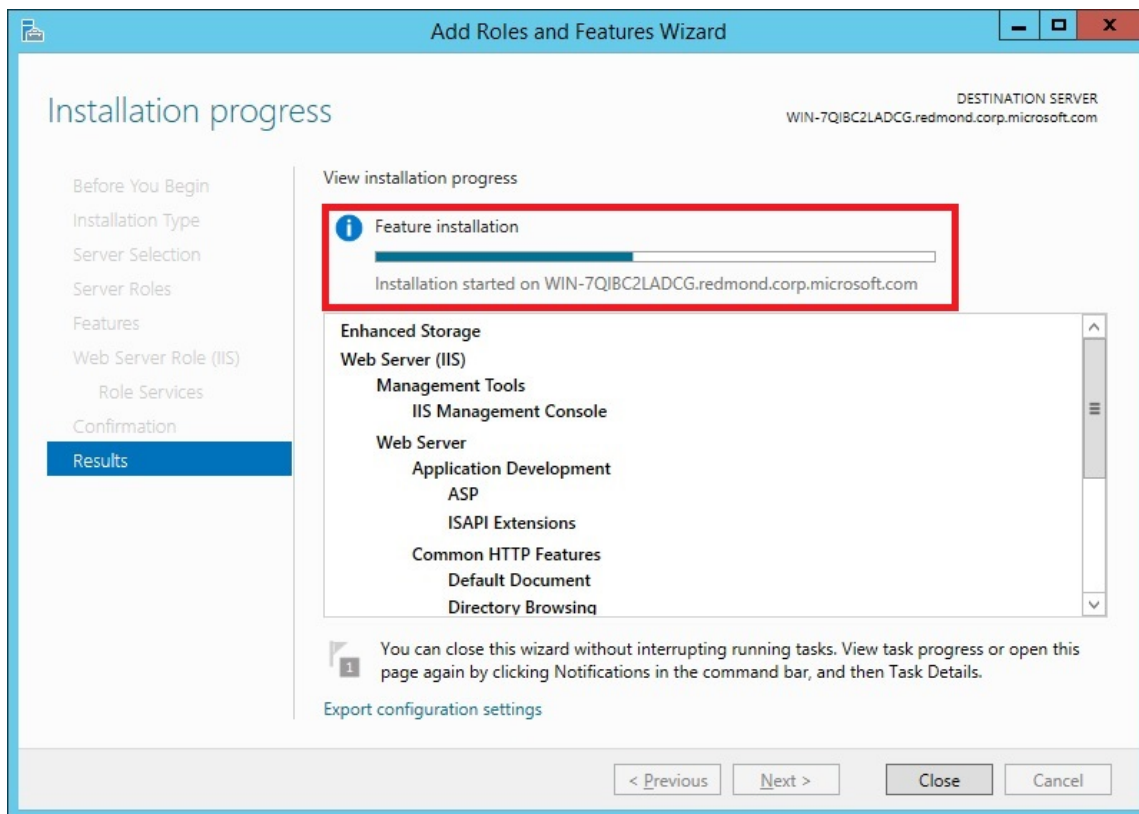 Add Roles and Features Wizard
Installation progress
DESTINATION SERVER
WIN-7QIBC2LADCG.redmond.corp.microsoft.com
Before You Begin
Installation Type
Server Selection
Server Roles
Features
Web Server Role (IIS)
Role Services
Confirmation
Results
View installation progress
Feature installation
Installation started on WIN-7QIBC2LADCG.redmond.corp.microsoft.com
Enhanced Storage
Web Server (IIS)
Management Tools
IIS Management Console
Web Server
Application Development
ASP
ISAPI Extensions
Common HTTP Features
Default Document
Directory Browsing
1
You can close this wizard without interrupting running tasks. View task progress or open this
page again by clicking Notifications in the command bar, and then Task Details.
Export configuration settings
< Previous
Next >
Close
Cancel